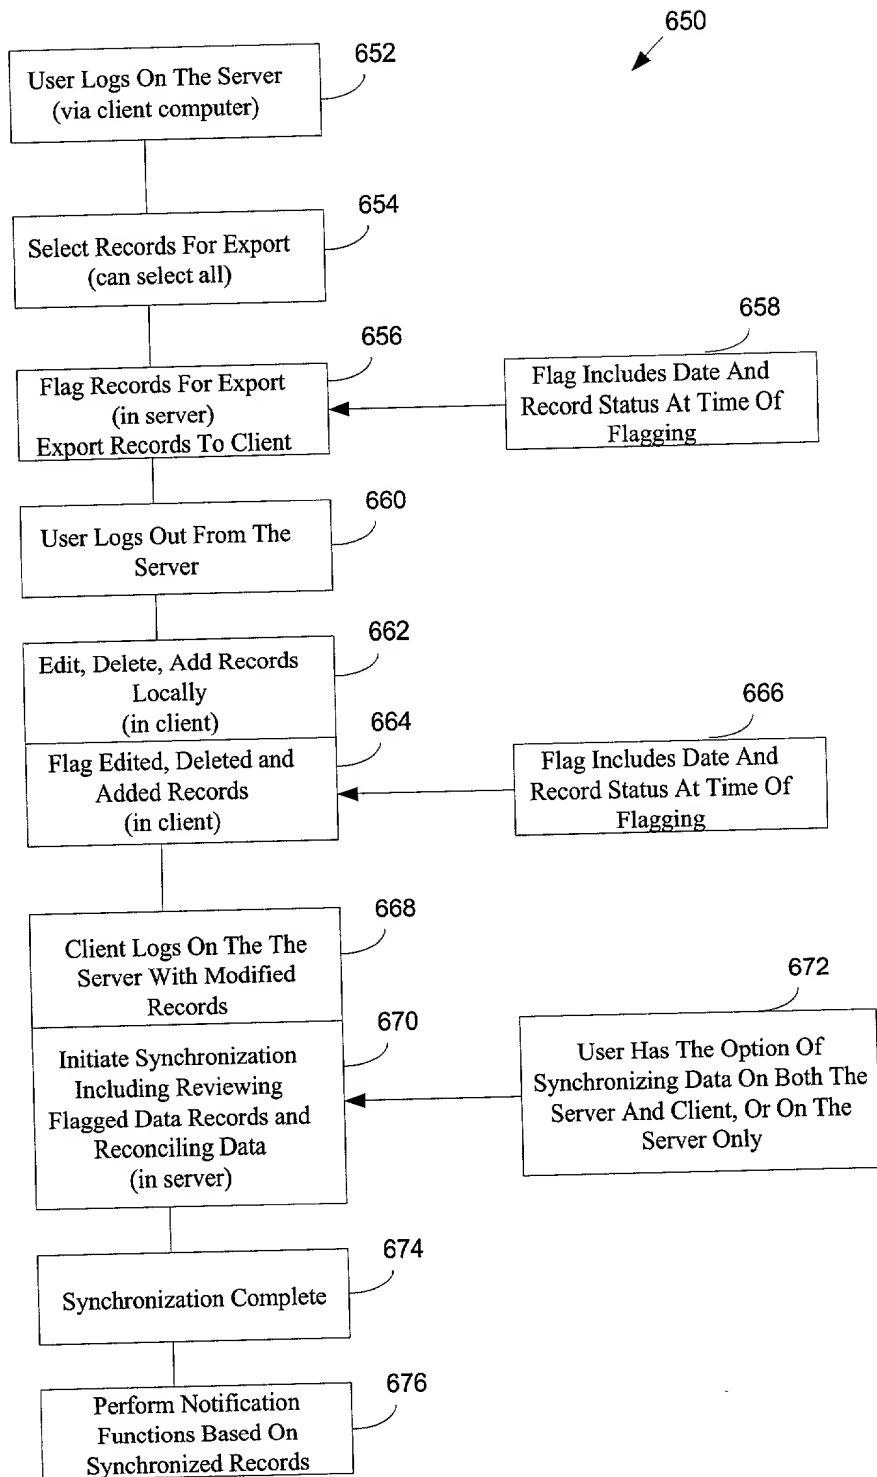 650
652
User Logs On The Server
(via client computer)
654
Select Records For Export
(can select all)
656
Flag Records For Export
(in server)
Export Records To Client
658
Flag Includes Date And
Record Status At Time Of
Flagging
660
User Logs Out From The
Server
662
Edit, Delete, Add Records
Locally
(in client)
664
Flag Edited, Deleted and
Added Records
(in client)
666
Flag Includes Date And
Record Status At Time Of
Flagging
668
Client Logs On The The
Server With Modified
Records
670
Initiate Synchronization
Including Reviewing
Flagged Data Records and
Reconciling Data
(in server)
672
User Has The Option Of
Synchronizing Data On Both The
Server And Client, Or On The
Server Only
674
Synchronization Complete
676
Perform Notification
Functions Based On
Synchronized Records